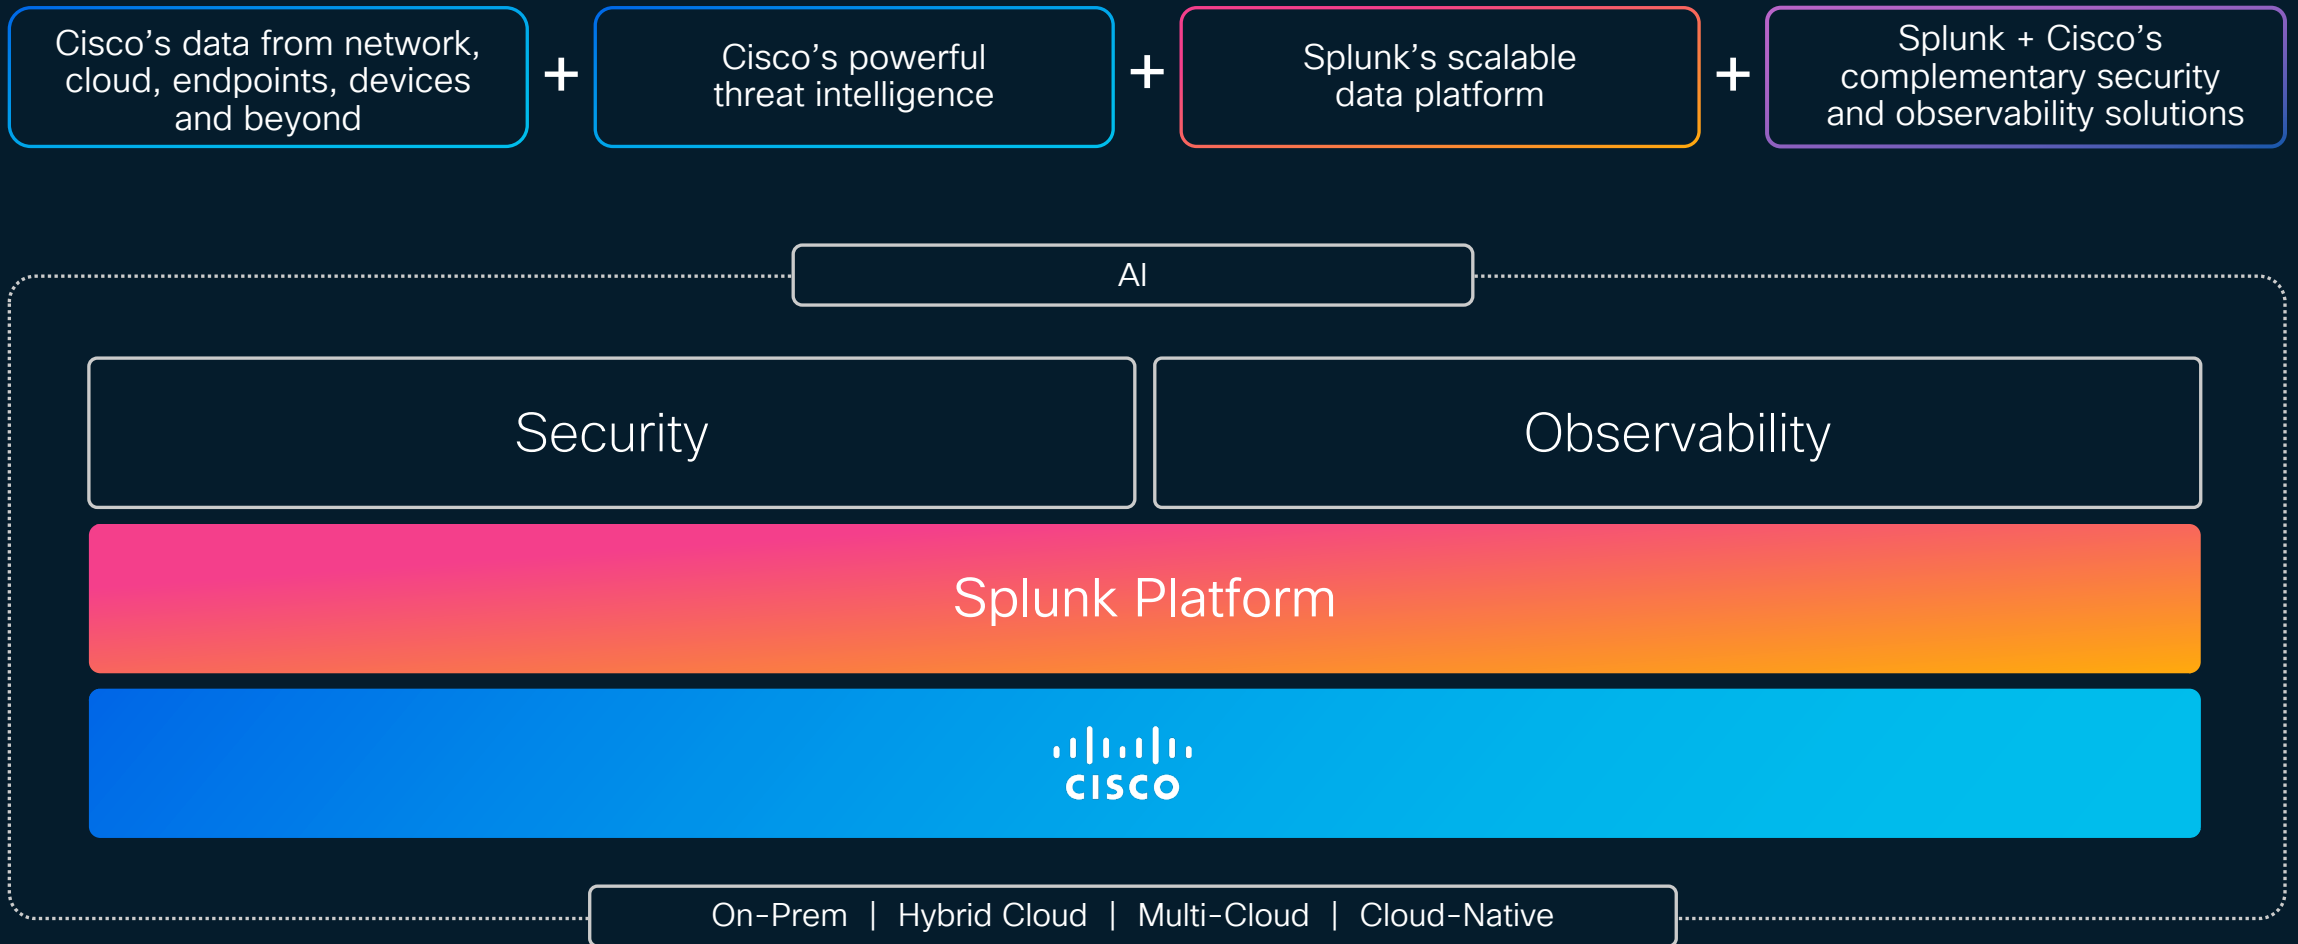 Cisco’s data from network,
cloud, endpoints, devices
and beyond
+
Cisco’s powerful
threat intelligence
+
Splunk’s scalable
data platform
+
Splunk + Cisco’s
complementary security
and observability solutions
AI
Security
Observability
Splunk Platform
CISCO
On-Prem | Hybrid Cloud | Multi-Cloud | Cloud-Native